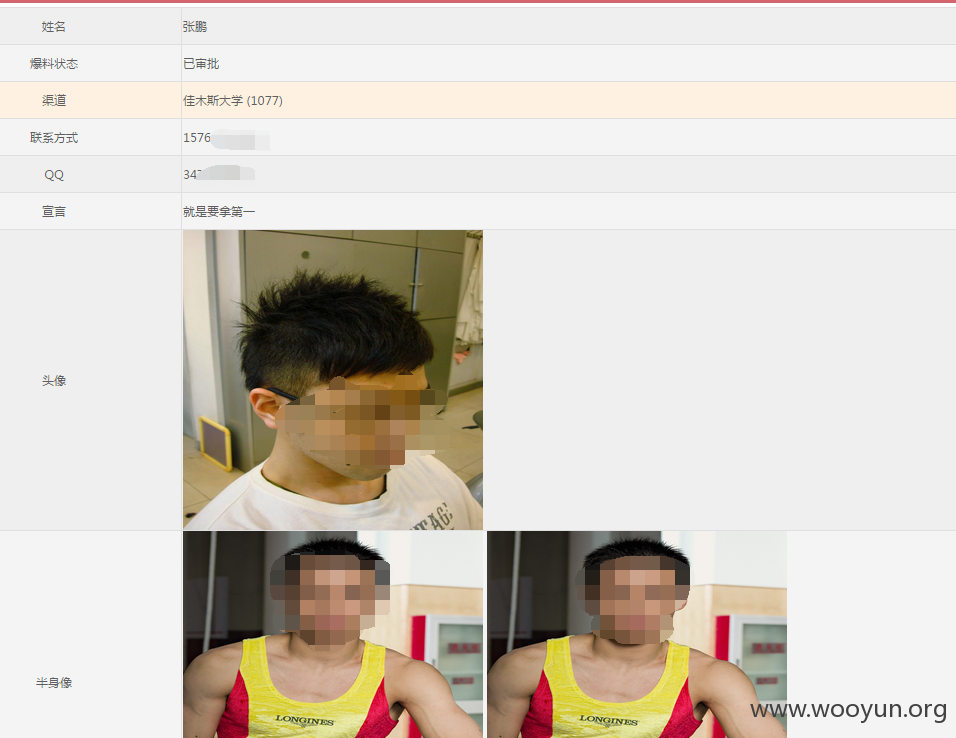 姓名 张鹏
爆料状态 已审批
渠道 佳木斯大学 (1077)
联系方式 1576
QQ 34
宣言 就是要拿第一
头像
半身像
LONGINES LONGINES
www.wooyun.org